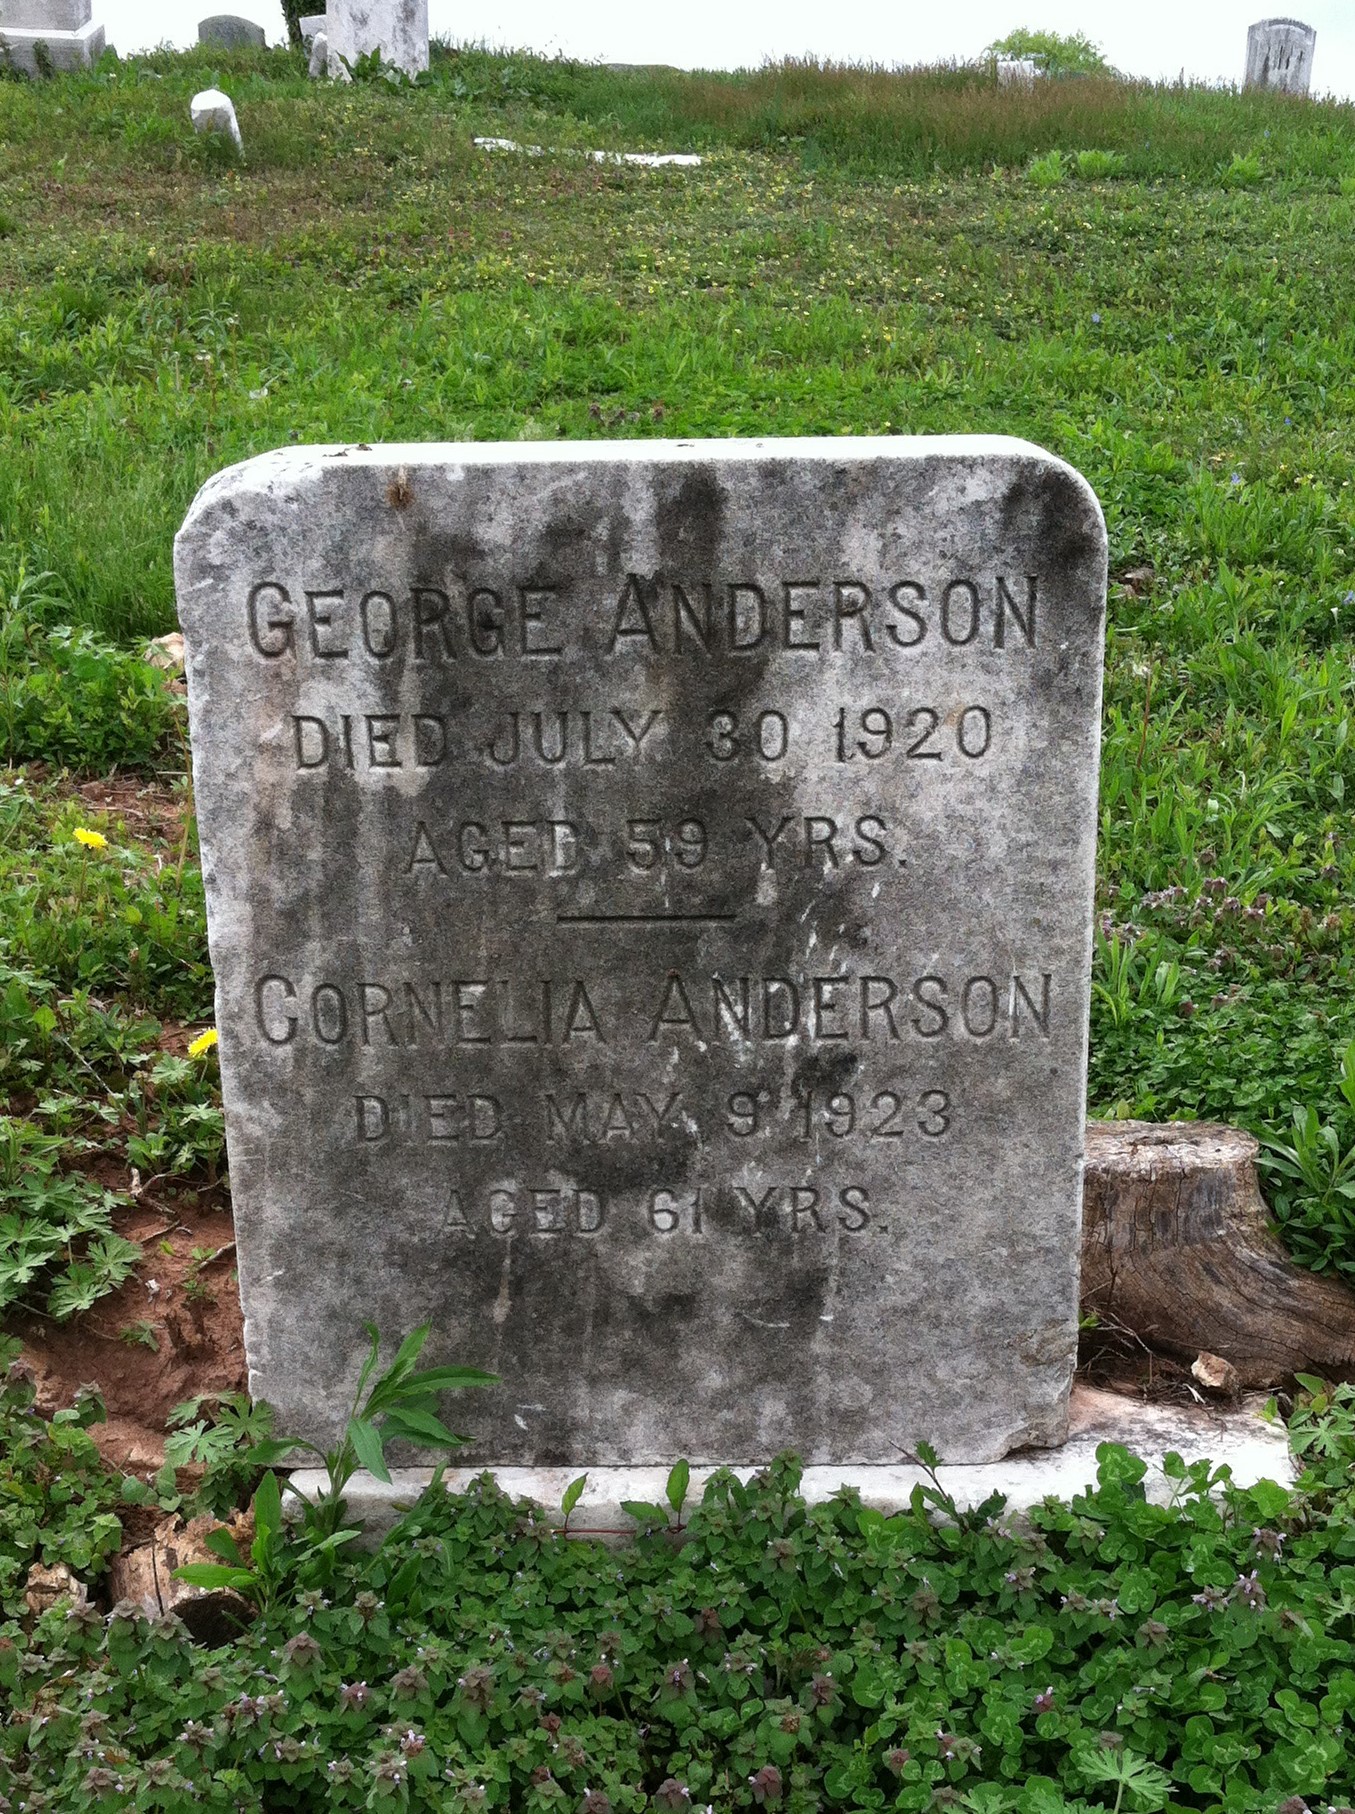 GEORGE ANDERSON
DIED JULY 30 1920
AGED 59 YRS.
CORNELIA ANDERSON
DIED MAY 9 1923
AGED 61 YRS.